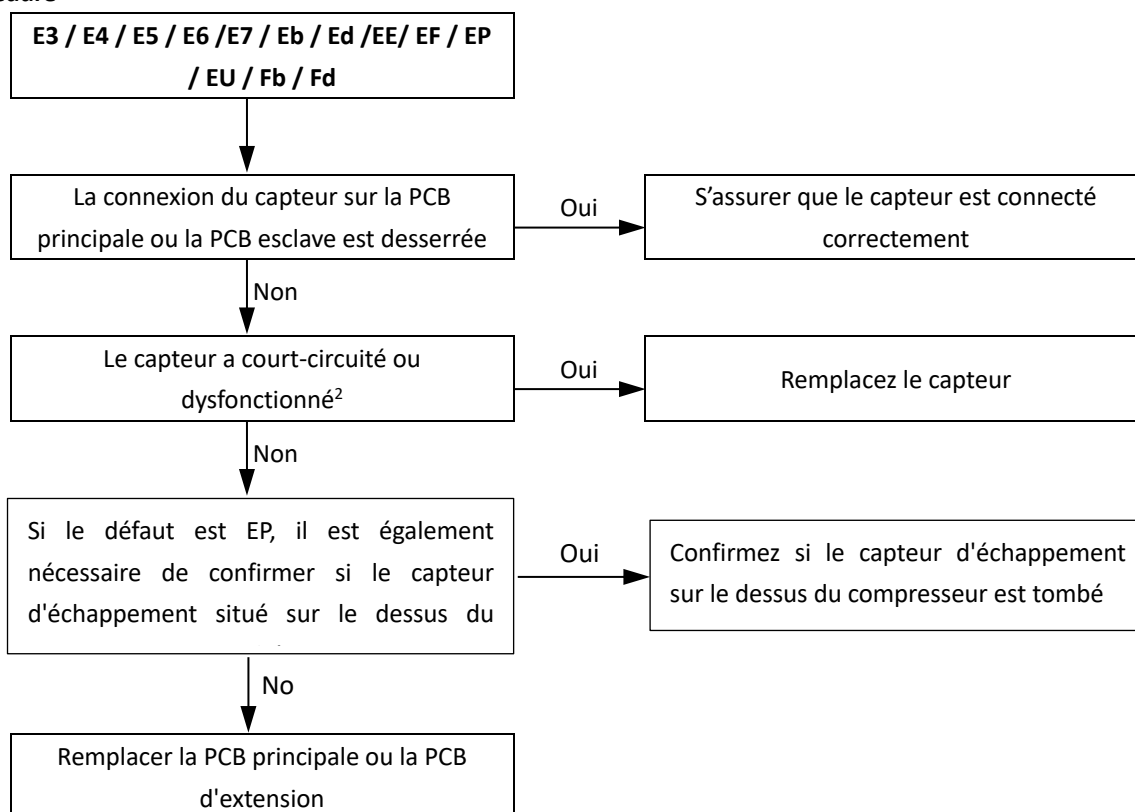 E3 / E4 / E5 / E6 /E7 / Eb / Ed /EE/ EF / EP
/ EU / Fb / Fd
La connexion du capteur sur la PCB
principale ou la PCB esclave est desserrée
Oui
S’assurer que le capteur est connecté
correctement
Non
Le capteur a court-circuité ou
dysfonctionné²
Oui
Remplacez le capteur
Non
Si le défaut est EP, il est également
nécessaire de confirmer si le capteur
d'échappement situé sur le dessus du
Oui
Confirmez si le capteur d'échappement
sur le dessus du compresseur est tombé
No
Remplacer la PCB principale ou la PCB
d'extension